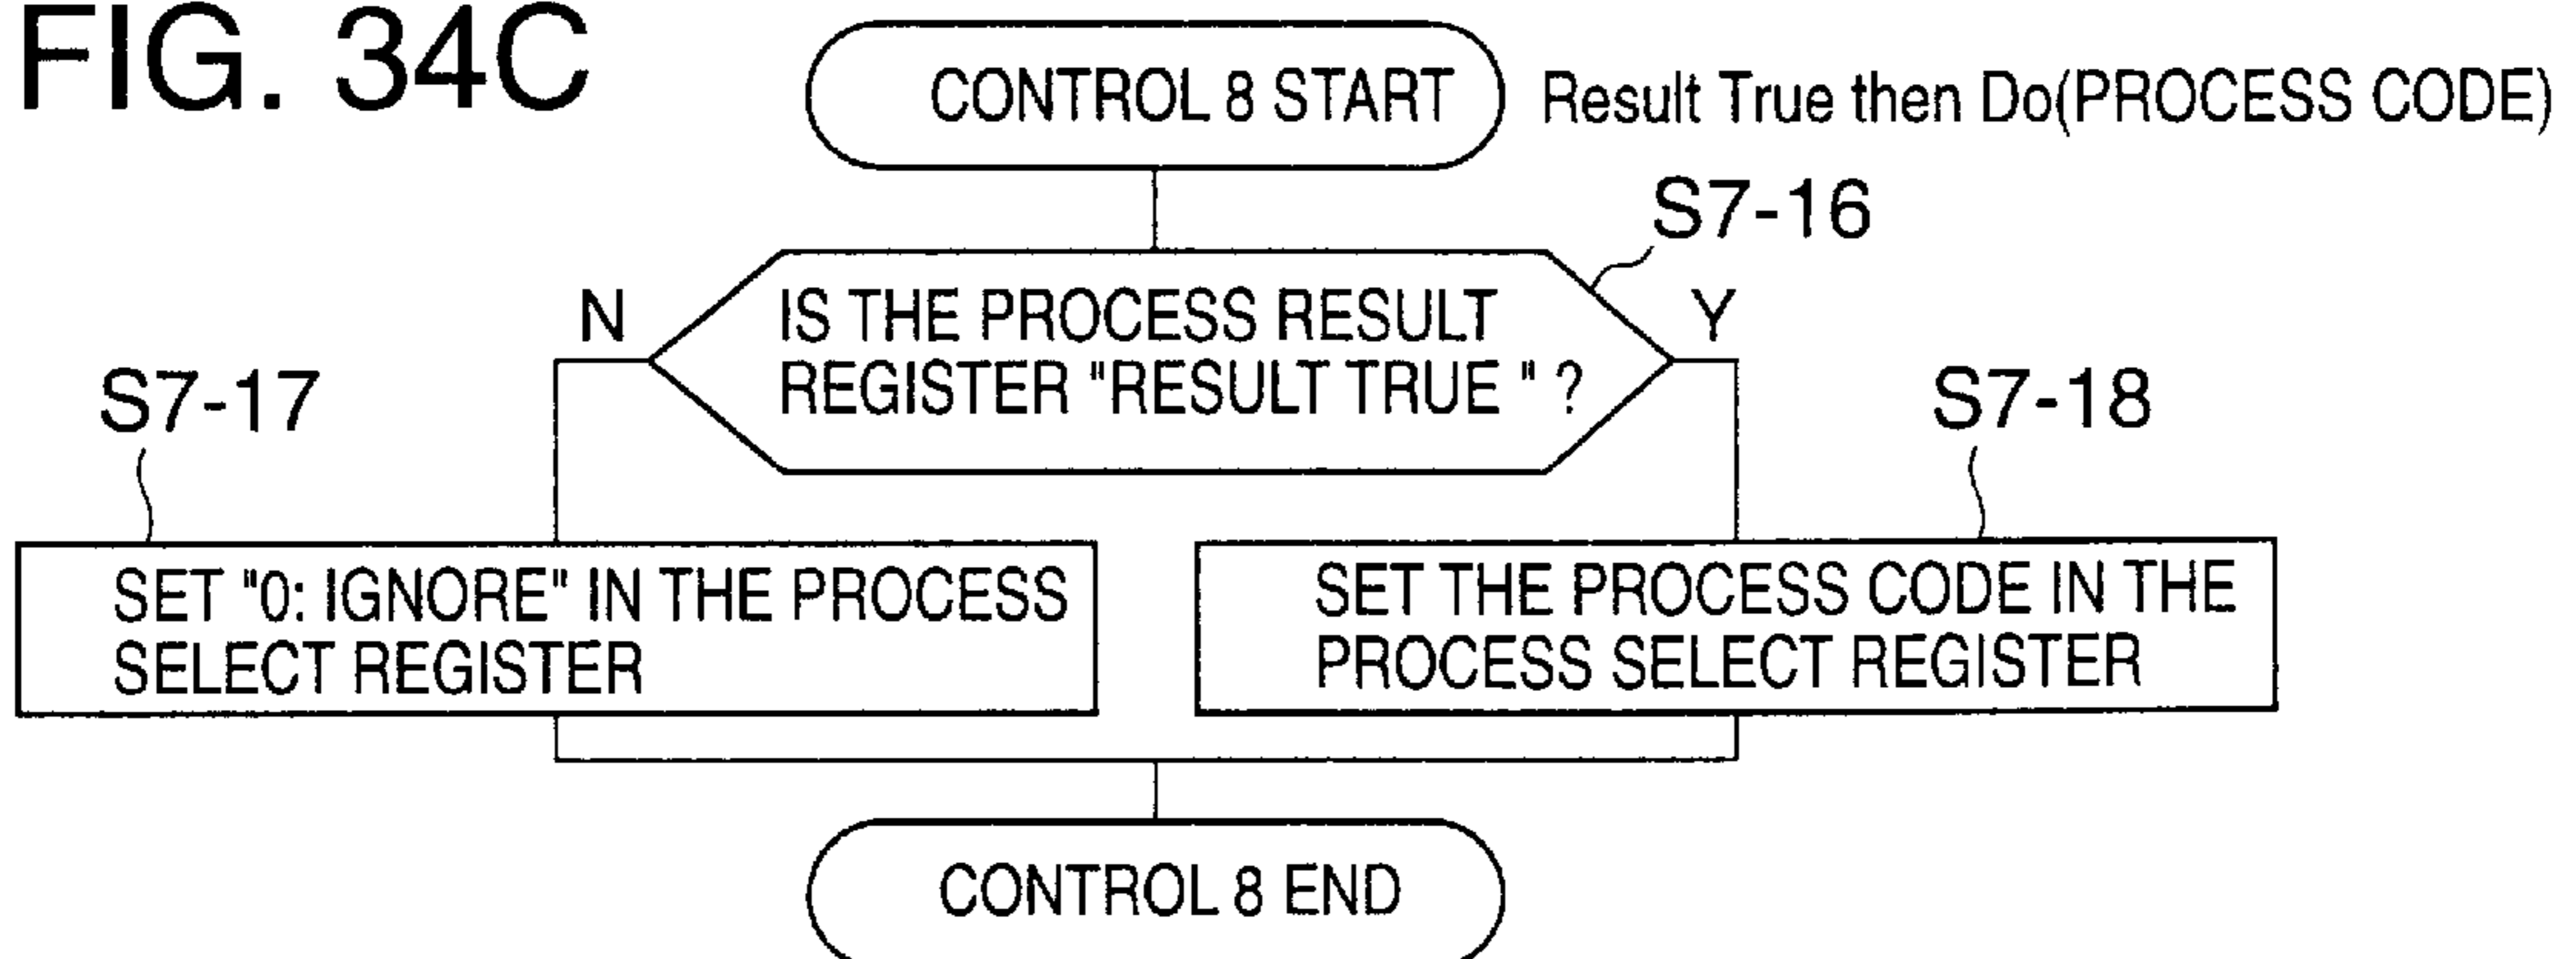 FIG. 34C
CONTROL 8 START
Result True then Do(PROCESS CODE)
S7-16
N
IS THE PROCESS RESULT
REGISTER "RESULT TRUE " ?
Y
S7-17
S7-18
SET "0: IGNORE" IN THE PROCESS
SELECT REGISTER
SET THE PROCESS CODE IN THE
PROCESS SELECT REGISTER
CONTROL 8 END